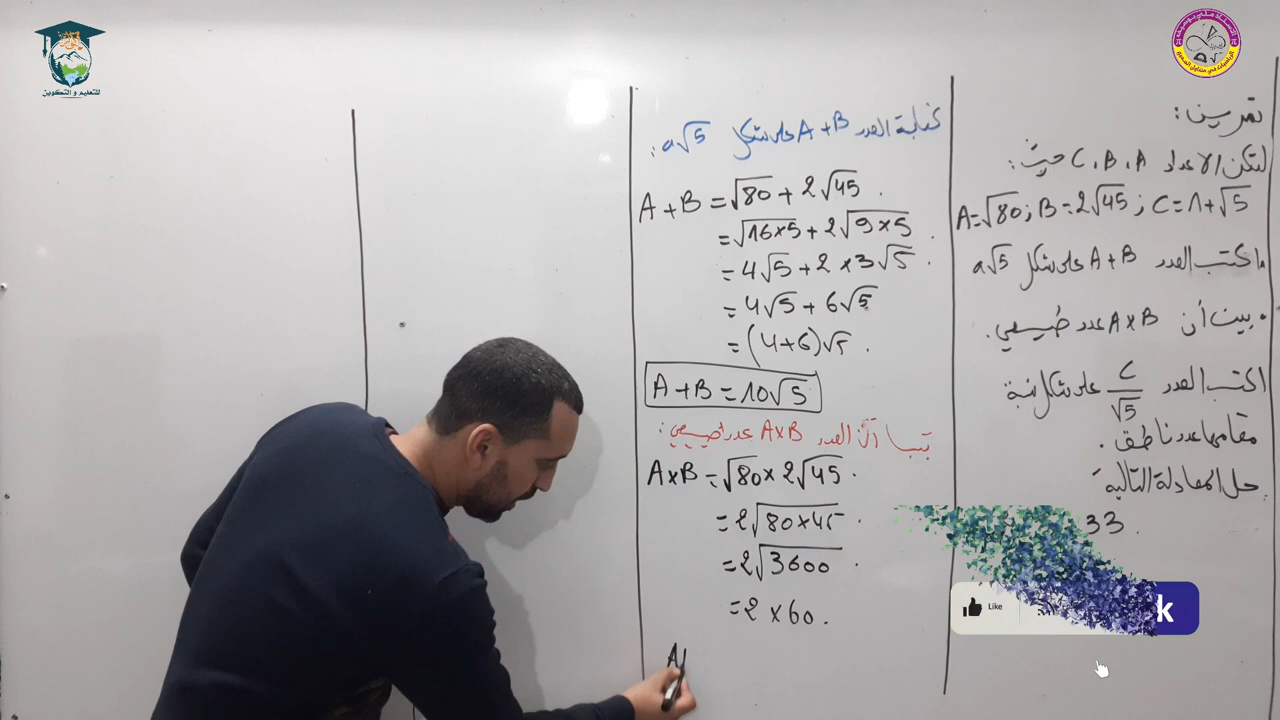 تمرين:
لتكن الاعداد A ، B ، C حيث:
A=√80 ; B=2√45 ; C=1+√5
اكتب العدد A+B على شكل a√5
• بين أن A×B عدد طبيعي.
اكتب العدد C/√5 على شكل نسبة
مقامها عدد ناطق.
حل المعادلة التالية
33 .
كتابة العدد A+B على شكل a√5 :
A+B = √80 + 2√45 .
= √16×5 + 2√9×5 .
= 4√5 + 2 ×3√5 .
= 4√5 + 6√5
= (4+6)√5 .
A+B = 10√5
العدد A×B عدد طبيعي:
A×B = √80 × 2√45 .
= 2√80×45 .
= 2√3600 .
= 2 × 60 .
A
للتعليم و التكوين
Like
k